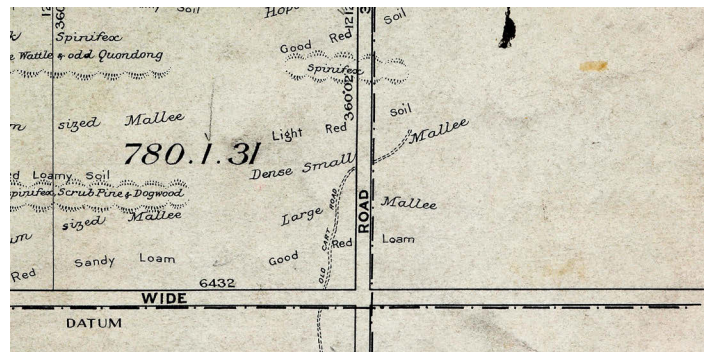 Soil
Hope
Soil
Spinifex
Wattle & odd Quondong
Good Red
Spinifex
360°02'
sized Mallee
Soil
Light Red
Mallee
780.1.31
Dense Small
Loamy Soil
Scrub Pine & Dogwood
sized Mallee
Large
Mallee
OLD CART ROAD
ROAD
Red Sandy Loam
Good Red Loam
6432
WIDE
DATUM